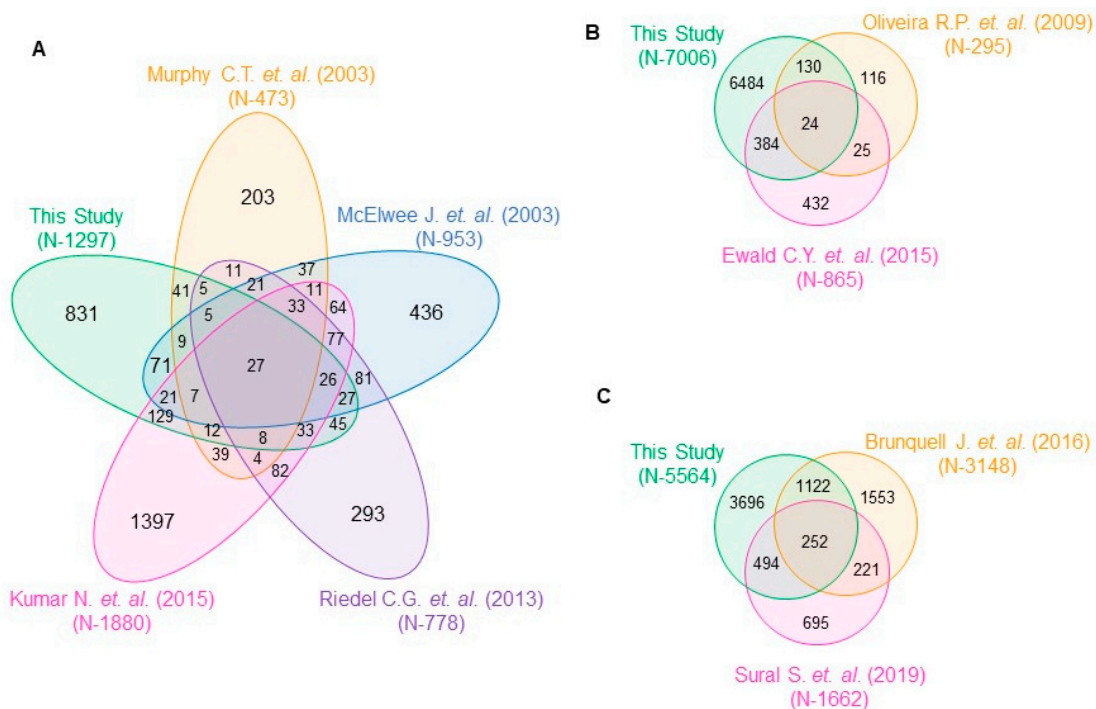 A
Murphy C.T. et. al. (2003)
(N-473)
This Study
(N-1297)
McElwee J. et. al. (2003)
(N-953)
203
11
37
41
5
21
11
5
33
64
831
436
9
77
71
27
26
81
21
7
27
129
12
33
45
8
39
4
82
1397
293
Kumar N. et. al. (2015)
(N-1880)
Riedel C.G. et. al. (2013)
(N-778)
B
This Study
(N-7006)
Oliveira R.P. et. al. (2009)
(N-295)
6484
130
116
24
384
25
432
Ewald C.Y. et. al. (2015)
(N-865)
C
This Study
(N-5564)
Brunquell J. et. al. (2016)
(N-3148)
3696
1122
1553
252
494
221
695
Sural S. et. al. (2019)
(N-1662)